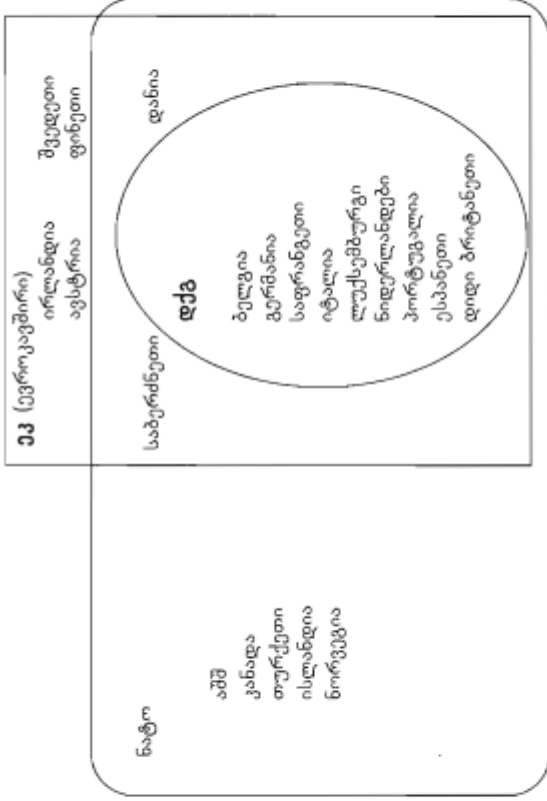 ეკ (ევროკავშირი)
ირლანდია
ავსტრია
შვედეთი
ფინეთი
საბერძნეთი
დანია
დქგ
ბელგია
გერმანია
საფრანგეთი
იტალია
ლუქსემბურგი
ნიდერლანდები
პორტუგალია
ესპანეთი
დიდი ბრიტანეთი
ნატო
აშშ
კანადა
თურქეთი
ისლანდია
ნორვეგია